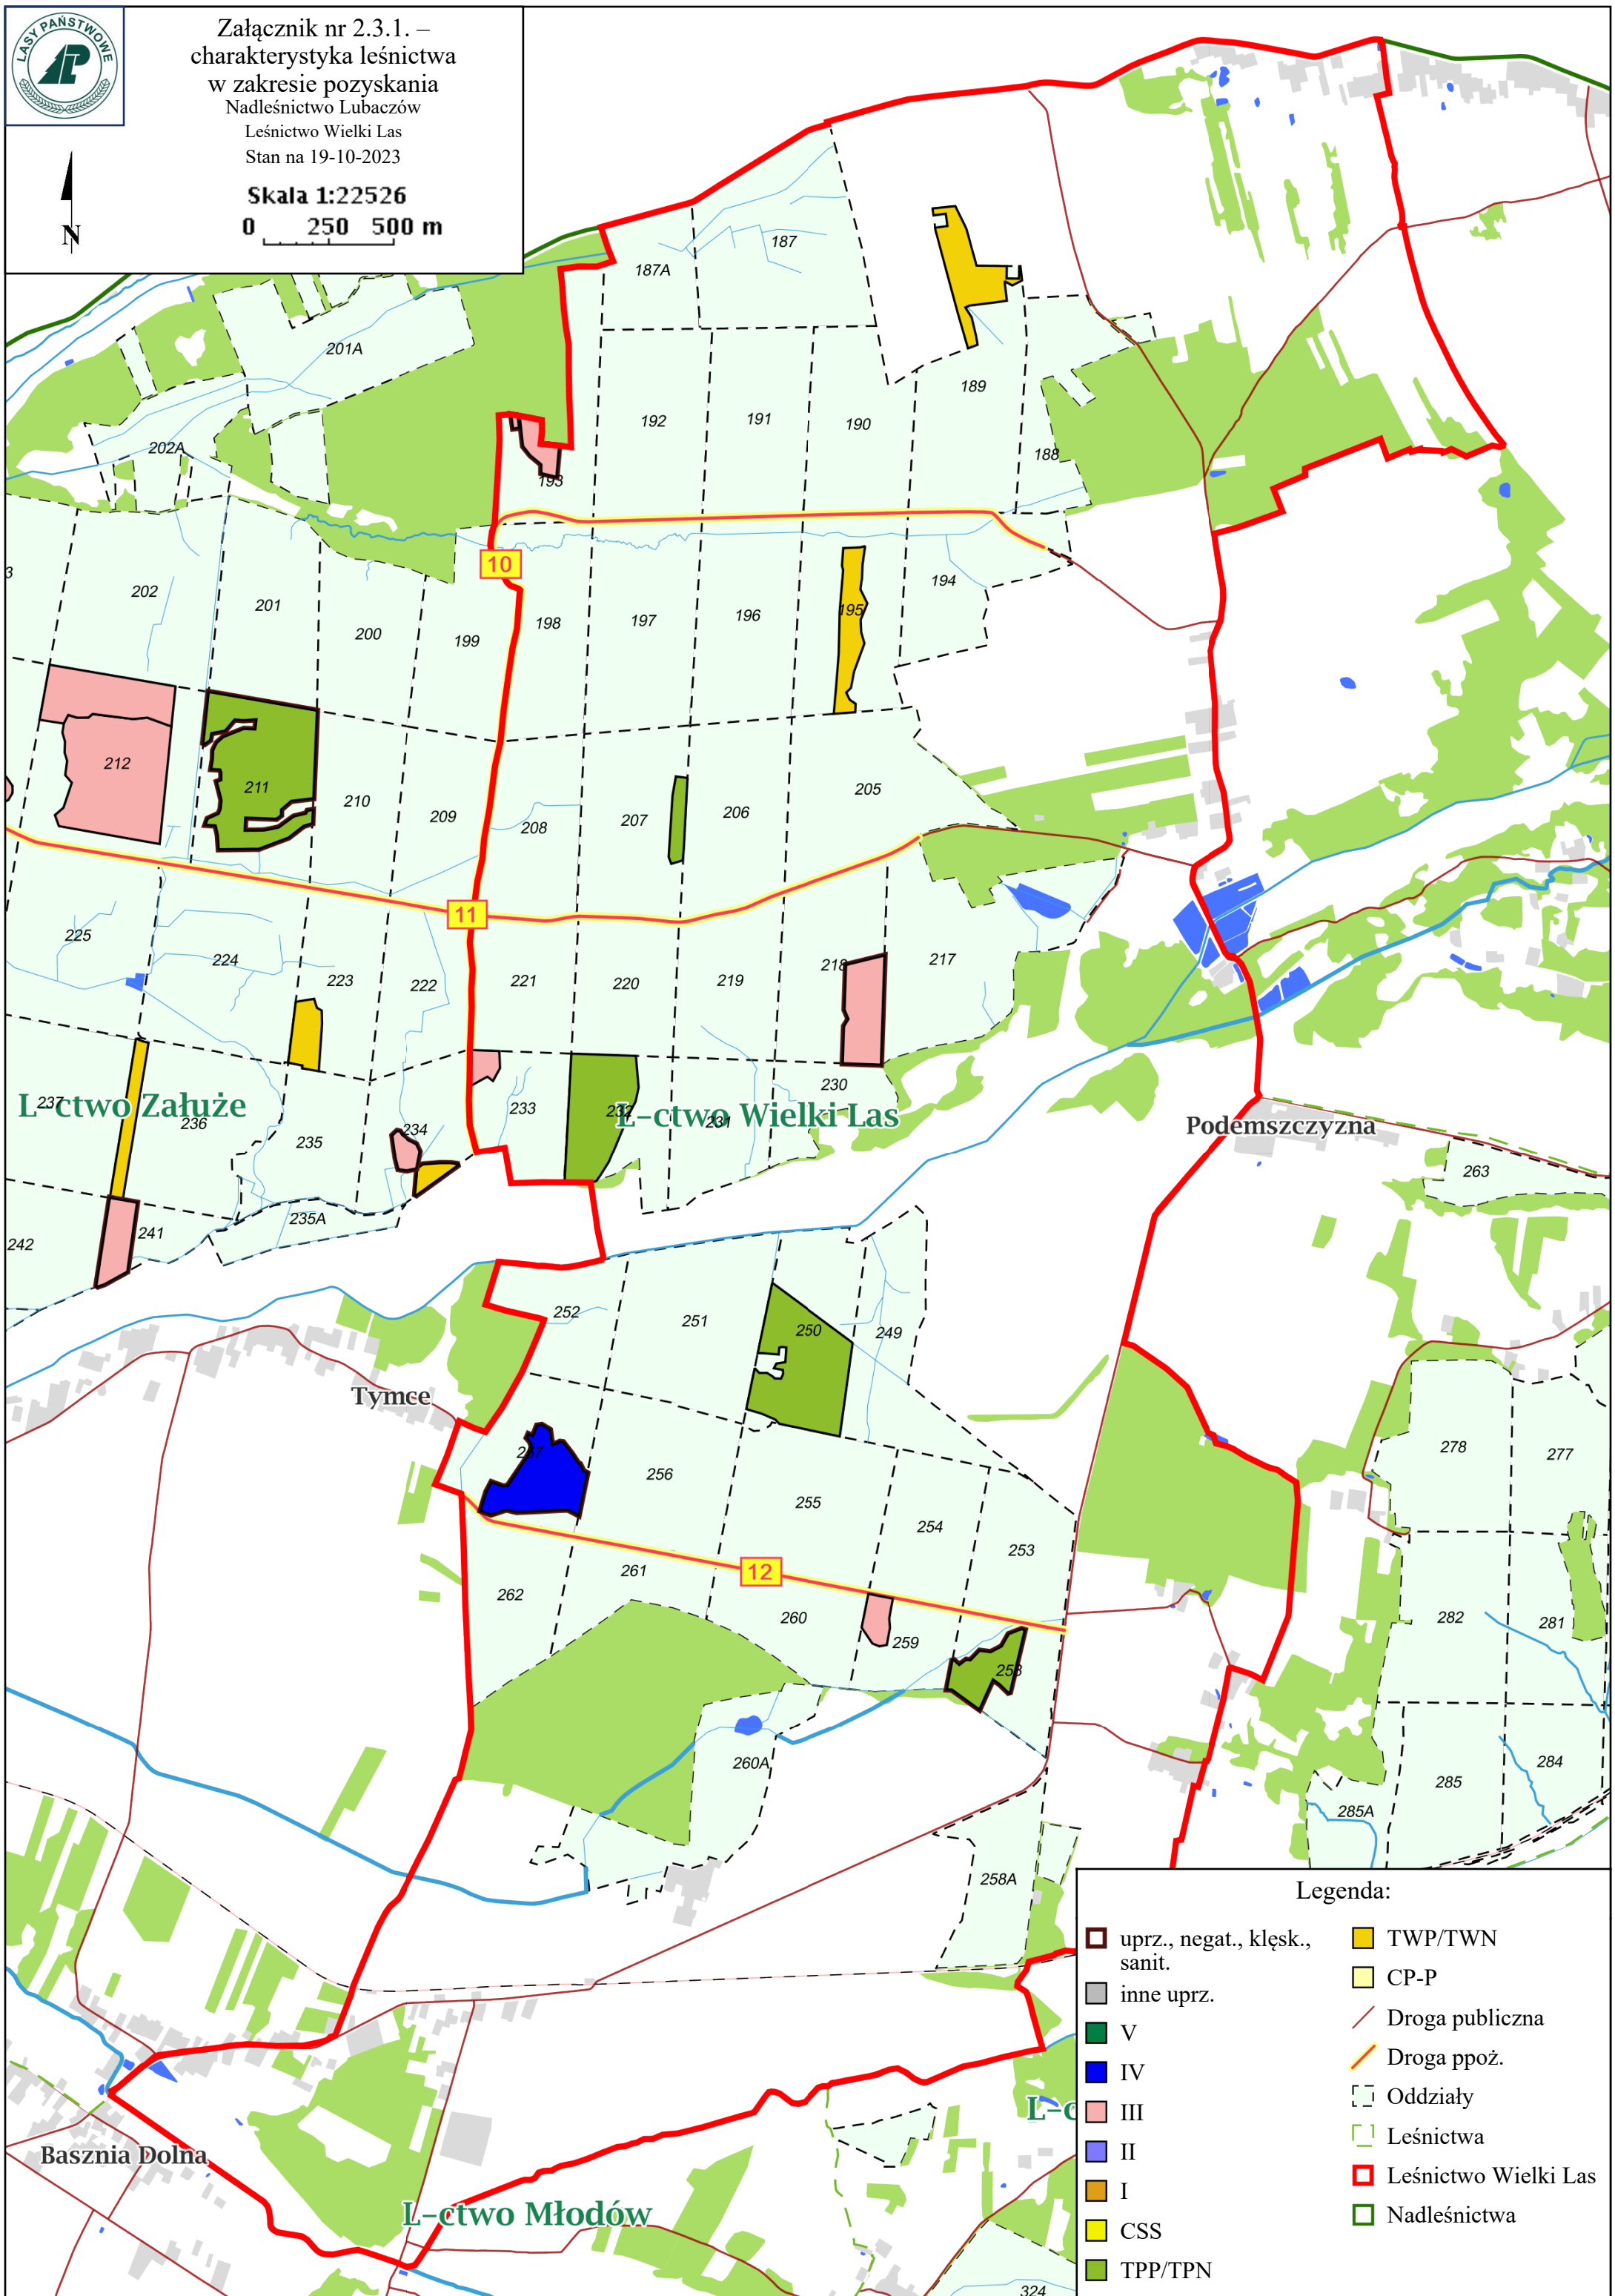 LASY PAŃSTWOWE
Załącznik nr 2.3.1. –
charakterystyka leśnictwa
w zakresie pozyskania
Nadleśnictwo Lubaczów
Leśnictwo Wielki Las
Stan na 19-10-2023
Skala 1:22526
0 250 500 m
N
187
187A
201A
189
192
191
190
202A
188
193
10
3
202
201
200
199
198
197
196
195
194
212
211
210
209
208
207
206
205
11
225
224
223
222
221
220
219
218
217
237
L-ctwo Załuże
236
235
234
233
232
L-ctwo Wielki Las
231
230
Podemszczyzna
263
242
241
235A
252
251
250
249
Tymce
257
256
255
254
253
278
277
12
262
261
260
259
258
282
281
260A
285A
285
284
258A
Basznia Dolna
L-ctwo Młodów
L-c
324
Legenda:
uprz., negat., klęsk.,
sanit.
inne uprz.
V
IV
III
II
I
CSS
TPP/TPN
TWP/TWN
CP-P
Droga publiczna
Droga ppoż.
Oddziały
Leśnictwa
Leśnictwo Wielki Las
Nadleśnictwa